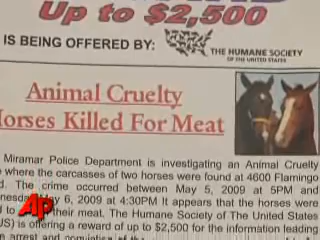 Up to $2,500
IS BEING OFFERED BY:
THE HUMANE SOCIETY
OF THE UNITED STATES
Animal Cruelty
Horses Killed For Meat
Miramar Police Department is investigating an Animal Cruelty
where the carcasses of two horses were found at 4600 Flamingo
d. The crime occurred between May 5, 2009 at 5PM and
nesday May 6, 2009 at 4:30PM It appears that the horses were
d to their meat. The Humane Society of The United States
US) is offering a reward of up to $2,500 for the information leading
AP